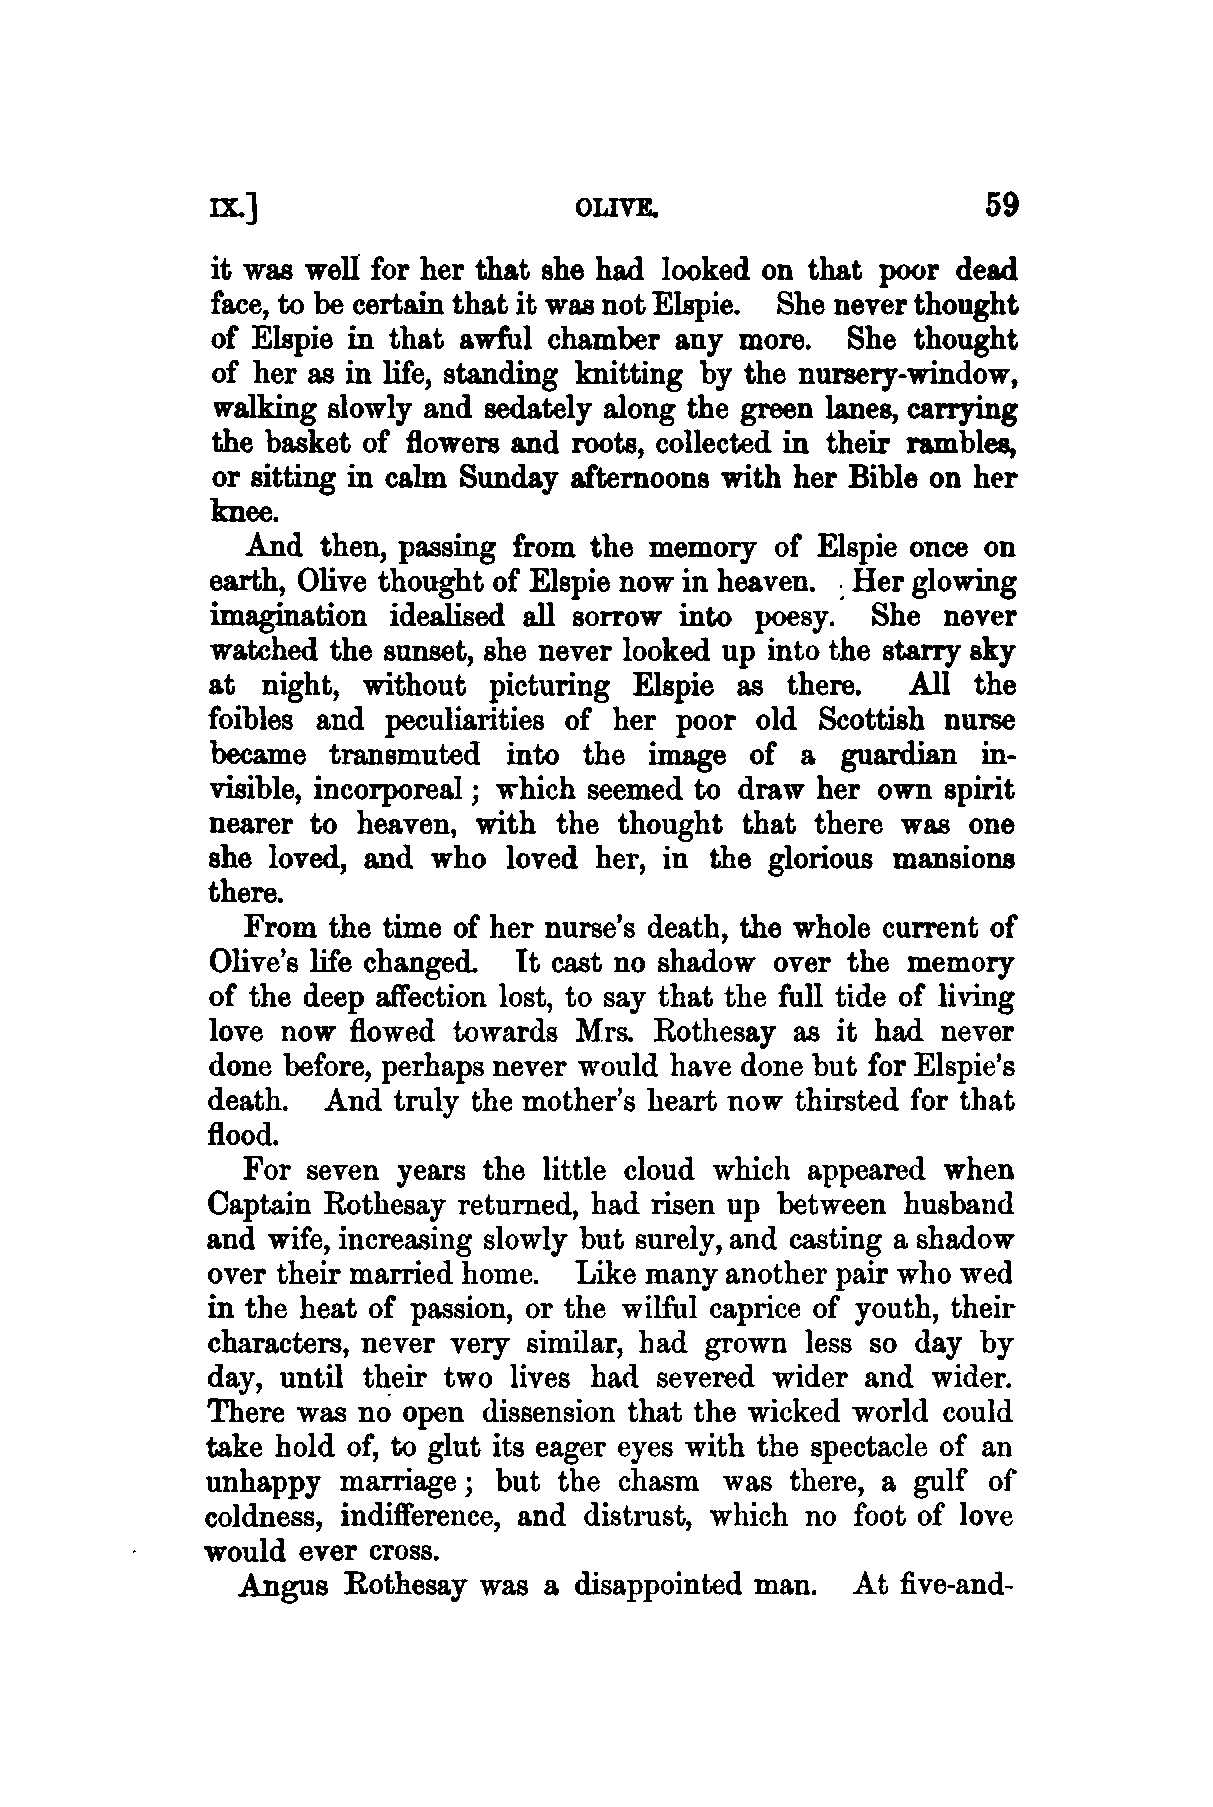 IX.] OLIVE. 59
it was well for her that she had looked on that poor dead
face, to be certain that it was not Elspie. She never thought
of Elspie in that awful chamber any more. She thought
of her as in life, standing knitting by the nursery-window,
walking slowly and sedately along the green lanes, carrying
the basket of flowers and roots, collected in their rambles,
or sitting in calm Sunday afternoons with her Bible on her
knee.
And then, passing from the memory of Elspie once on
earth, Olive thought of Elspie now in heaven. Her glowing
imagination idealised all sorrow into poesy. She never
watched the sunset, she never looked up into the starry sky
at night, without picturing Elspie as there. All the
foibles and peculiarities of her poor old Scottish nurse
became transmuted into the image of a guardian in-
visible, incorporeal; which seemed to draw her own spirit
nearer to heaven, with the thought that there was one
she loved, and who loved her, in the glorious mansions
there.
From the time of her nurse's death, the whole current of
Olive's life changed. It cast no shadow over the memory
of the deep affection lost, to say that the full tide of living
love now flowed towards Mrs. Rothesay as it had never
done before, perhaps never would have done but for Elspie's
death. And truly the mother's heart now thirsted for that
flood.
For seven years the little cloud which appeared when
Captain Rothesay returned, had risen up between husband
and wife, increasing slowly but surely, and casting a shadow
over their married home. Like many another pair who wed
in the heat of passion, or the wilful caprice of youth, their
characters, never very similar, had grown less so day by
day, until their two lives had severed wider and wider.
There was no open dissension that the wicked world could
take hold of, to glut its eager eyes with the spectacle of an
unhappy marriage; but the chasm was there, a gulf of
coldness, indifference, and distrust, which no foot of love
would ever cross.
Angus Rothesay was a disappointed man. At five-and-